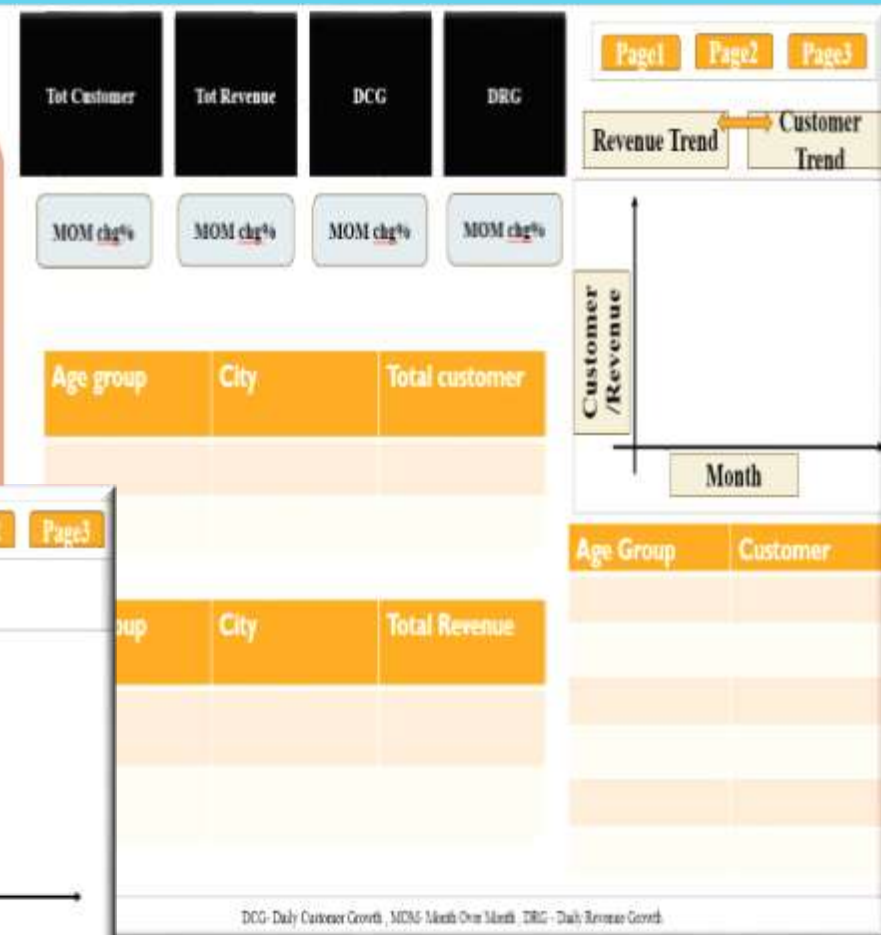 Tot Customer
Tot Revenue
DCG
DRG
Page1
Page2
Page3
Revenue Trend
Customer
Trend
MOM chg%
MOM chg%
MOM chg%
MOM chg%
Customer
/Revenue
Month
Age group
City
Total customer
Page3
Age Group
Customer
oup
City
Total Revenue
DCG- Daily Customer Growth , MOM- Month Over Month , DRG - Daily Revenue Growth